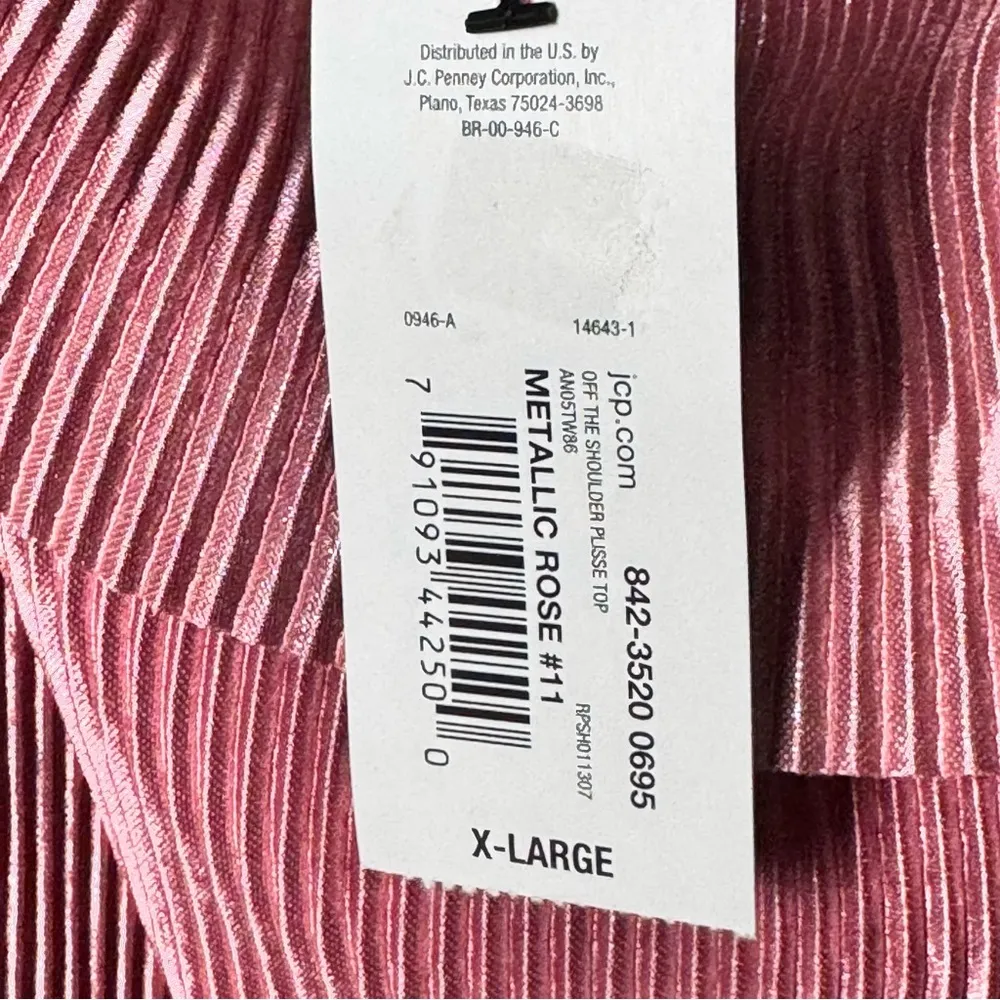 Distributed in the U.S. by
J.C. Penney Corporation, Inc.,
Plano, Texas 75024-3698
BR-00-946-C
0946-A 14643-1
jcp.com 842-3520 0695
OFF THE SHOULDER PLISSE TOP
AN05TW86 RPSH011307
METALLIC ROSE #11
7 91093 44250 0
X-LARGE